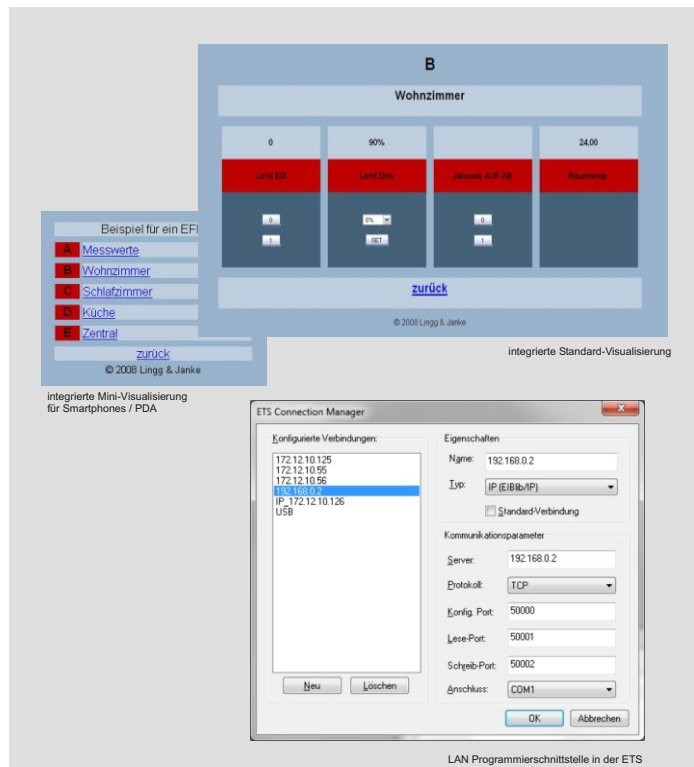 B
Wohnzimmer
0 90% 24,00
Licht E/A Licht Dim. Jalousie AUF-AB Raumtemp.
0 0% 0
1 SET 1
zurück
© 2008 Lingg & Janke
integrierte Standard-Visualisierung
Beispiel für ein EFI
A Messwerte
B Wohnzimmer
C Schlafzimmer
D Küche
E Zentral
zurück
© 2008 Lingg & Janke
integrierte Mini-Visualisierung
für Smartphones / PDA
ETS Connection Manager
Konfigurierte Verbindungen:
172.12.10.125
172.12.10.55
172.12.10.56
192.168.0.2
IP_172.12.10.126
USB
Neu Löschen
Eigenschaften
Name: 192.168.0.2
Typ: IP (EIBlib/IP)
Standard-Verbindung
Kommunikationsparameter
Server: 192.168.0.2
Protokoll: TCP
Konfig. Port: 50000
Lese-Port: 50001
Schreib-Port: 50002
Anschluss: COM1
OK Abbrechen
LAN Programmierschnittstelle in der ETS